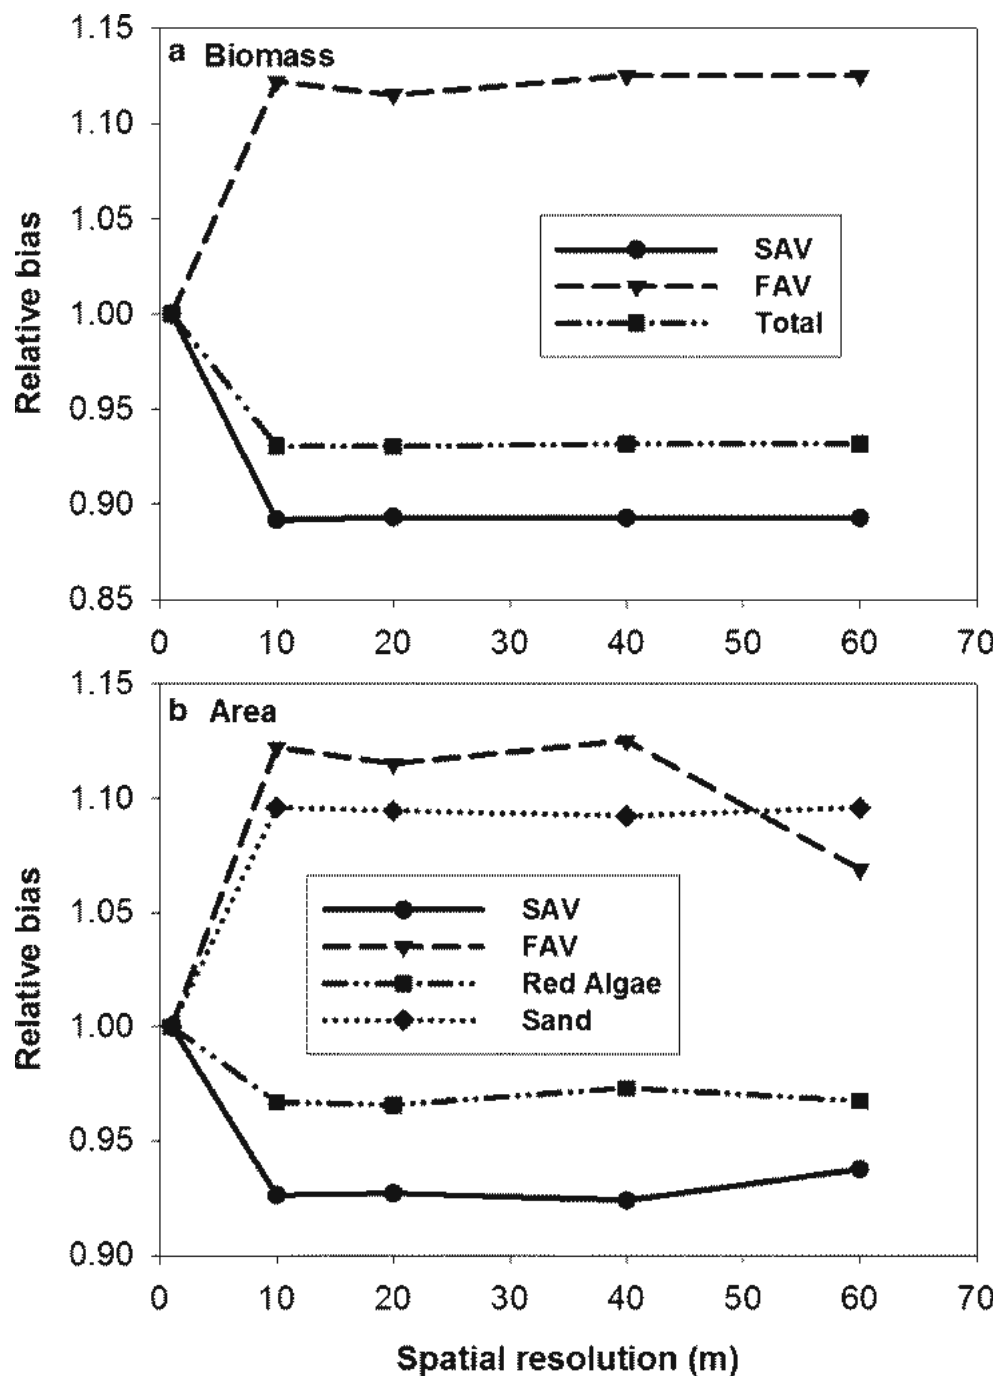 1.15
a Biomass
1.10
1.05
1.00
0.95
0.90
0.85
Relative bias
SAV
FAV
Total
0 10 20 30 40 50 60 70
1.15
b Area
1.10
1.05
1.00
0.95
0.90
Relative bias
SAV
FAV
Red Algae
Sand
0 10 20 30 40 50 60 70
Spatial resolution (m)